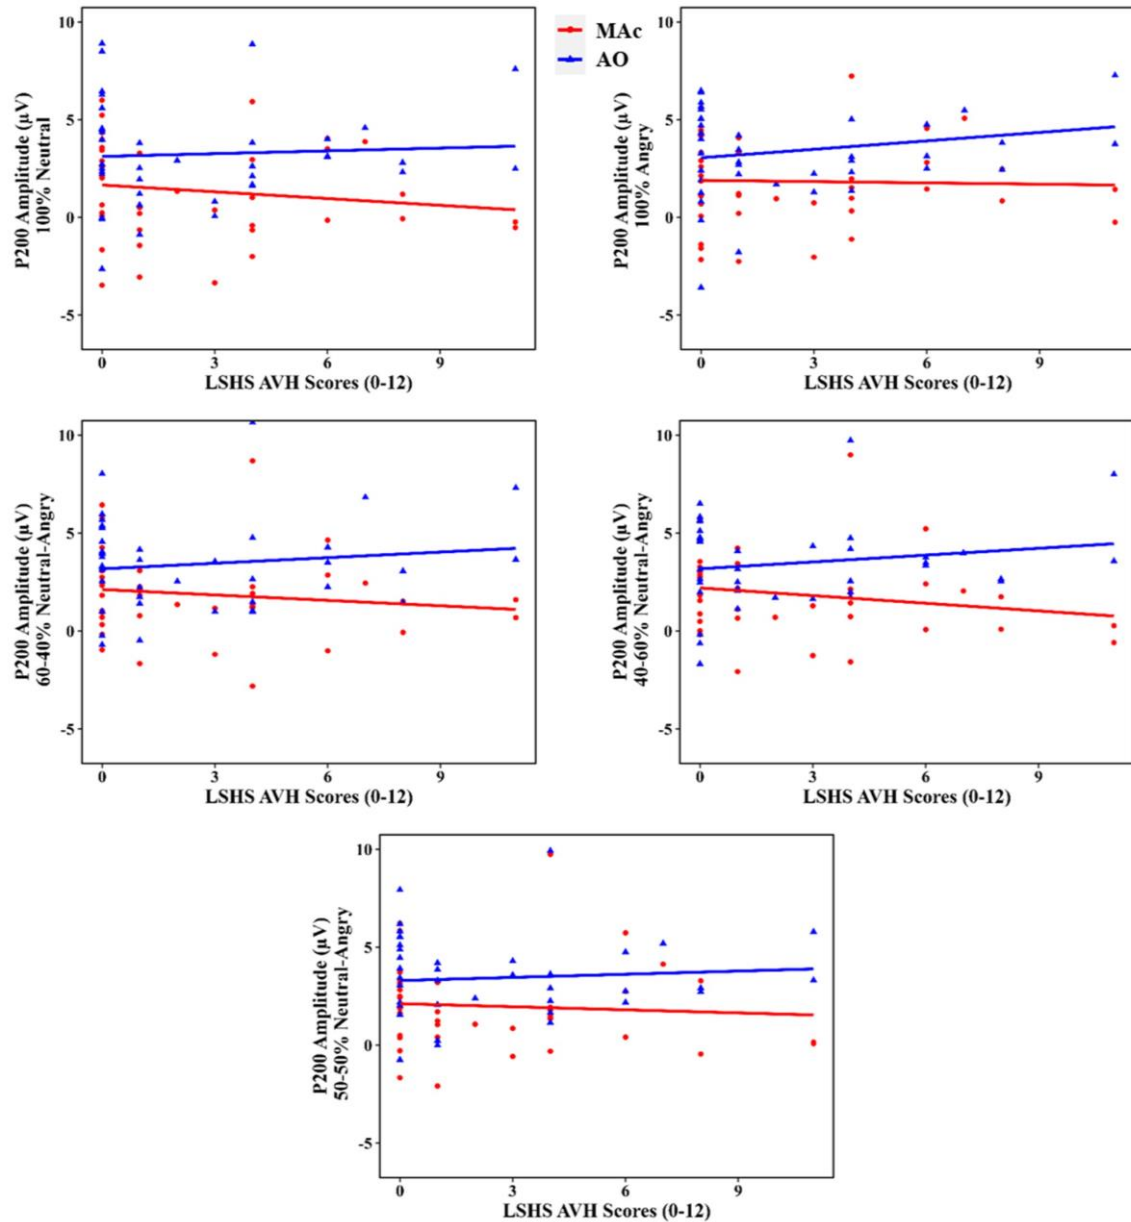 MAc
AO
P200 Amplitude (µV)
100% Neutral
10
5
0
-5
0 3 6 9
LSHS AVH Scores (0-12)
P200 Amplitude (µV)
100% Angry
10
5
0
-5
0 3 6 9
LSHS AVH Scores (0-12)
P200 Amplitude (µV)
60-40% Neutral-Angry
10
5
0
-5
0 3 6 9
LSHS AVH Scores (0-12)
P200 Amplitude (µV)
40-60% Neutral-Angry
10
5
0
-5
0 3 6 9
LSHS AVH Scores (0-12)
P200 Amplitude (µV)
50-50% Neutral-Angry
10
5
0
-5
0 3 6 9
LSHS AVH Scores (0-12)